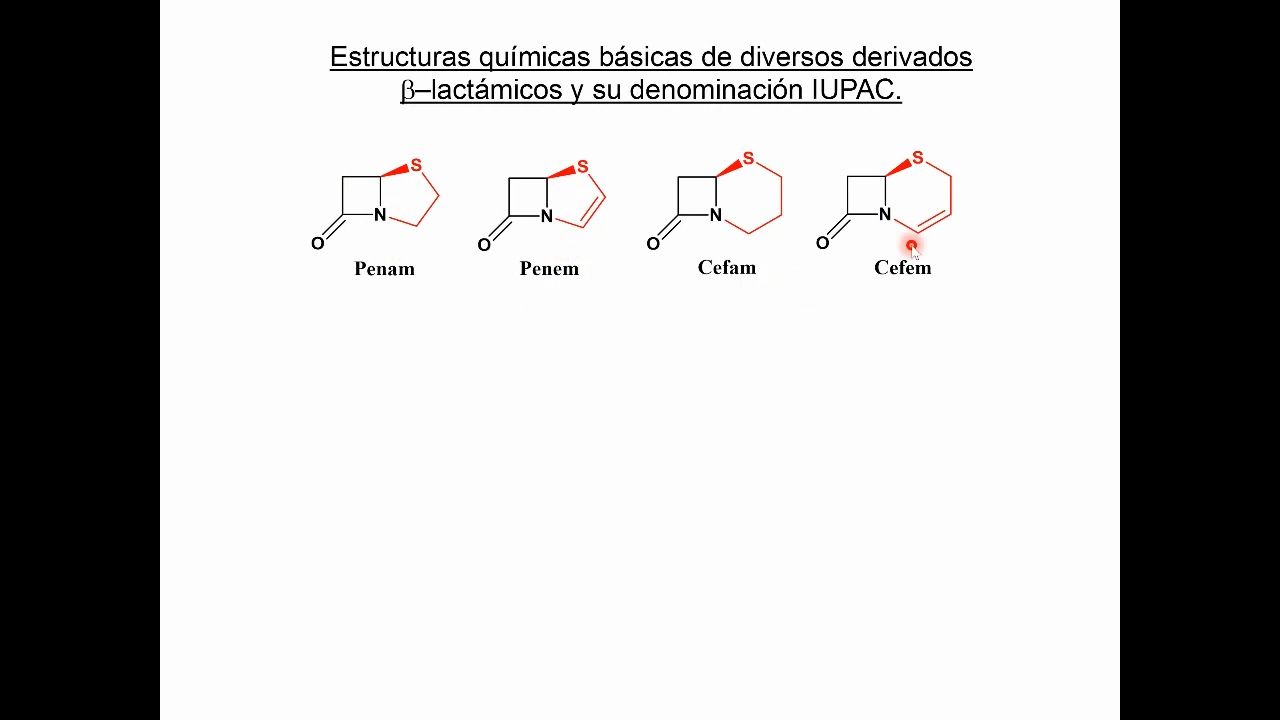 Estructuras químicas básicas de diversos derivados
β–lactámicos y su denominación IUPAC.
S
N
O
Penam
S
N
O
Penem
S
N
O
Cefam
S
N
O
Cefem